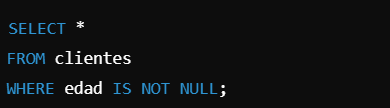 SELECT *
FROM clientes
WHERE edad IS NOT NULL;